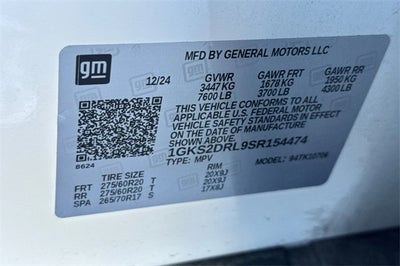 gm
MFD BY GENERAL MOTORS LLC
12/24 GVWR GAWR FRT GAWR RR
3447 KG 1678 KG 1950 KG
7600 LB 3700 LB 4300 LB
THIS VEHICLE CONFORMS TO ALL
APPLICABLE U.S. FEDERAL MOTOR
VEHICLE SAFETY STANDARDS IN
EFFECT ON THE DATE OF MANUFACTURE
SHOWN ABOVE.
1GKS2DRL9SR154474
8624 TYPE: MPV MODEL: 94TK10706
TIRE SIZE RIM
FRT 275/60R20 T 20X9J
RR 275/60R20 T 20X9J
SPA 265/70R17 S 17X8J